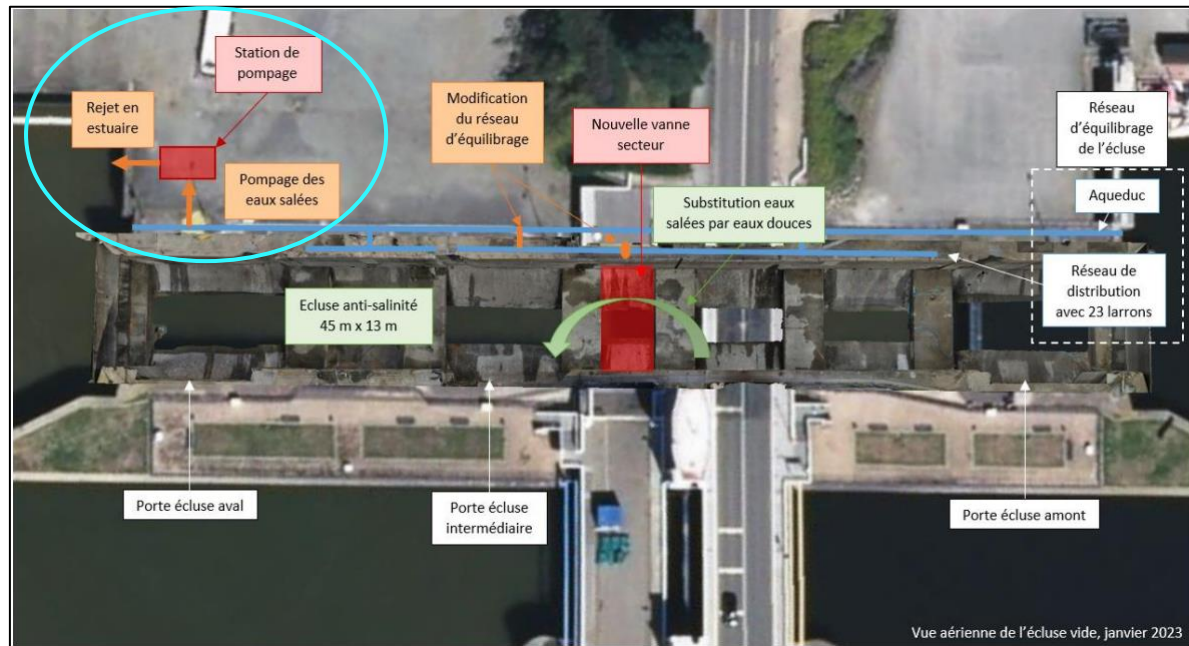 Station de
pompage
Rejet en
estuaire
Pompage des
eaux salées
Modification
du réseau
d'équilibrage
Nouvelle vanne
secteur
Substitution eaux
salées par eaux douces
Réseau
d'équilibrage
de l'écluse
Aqueduc
Réseau de
distribution
avec 23 larrons
Ecluse anti-salinité
45 m x 13 m
Porte écluse aval
Porte écluse
intermédiaire
Porte écluse amont
Vue aérienne de l'écluse vide, janvier 2023